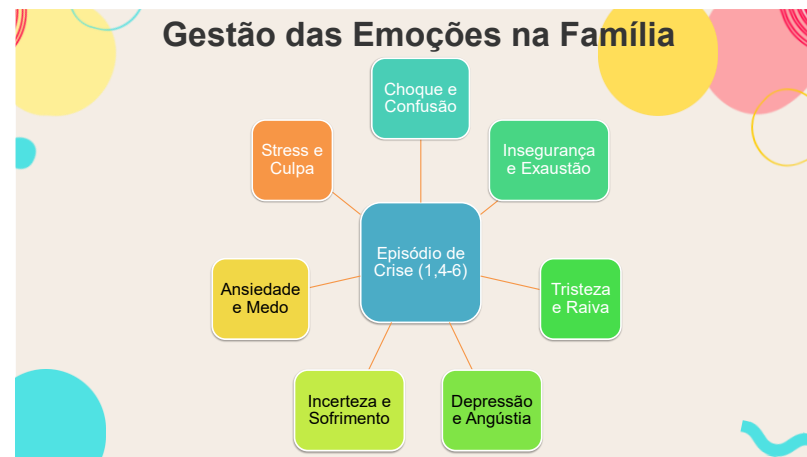 Gestão das Emoções na Família
Choque e
Confusão
Insegurança
e Exaustão
Tristeza
e Raiva
Depressão
e Angústia
Incerteza e
Sofrimento
Ansiedade
e Medo
Stress e
Culpa
Episódio de
Crise (1,4-6)